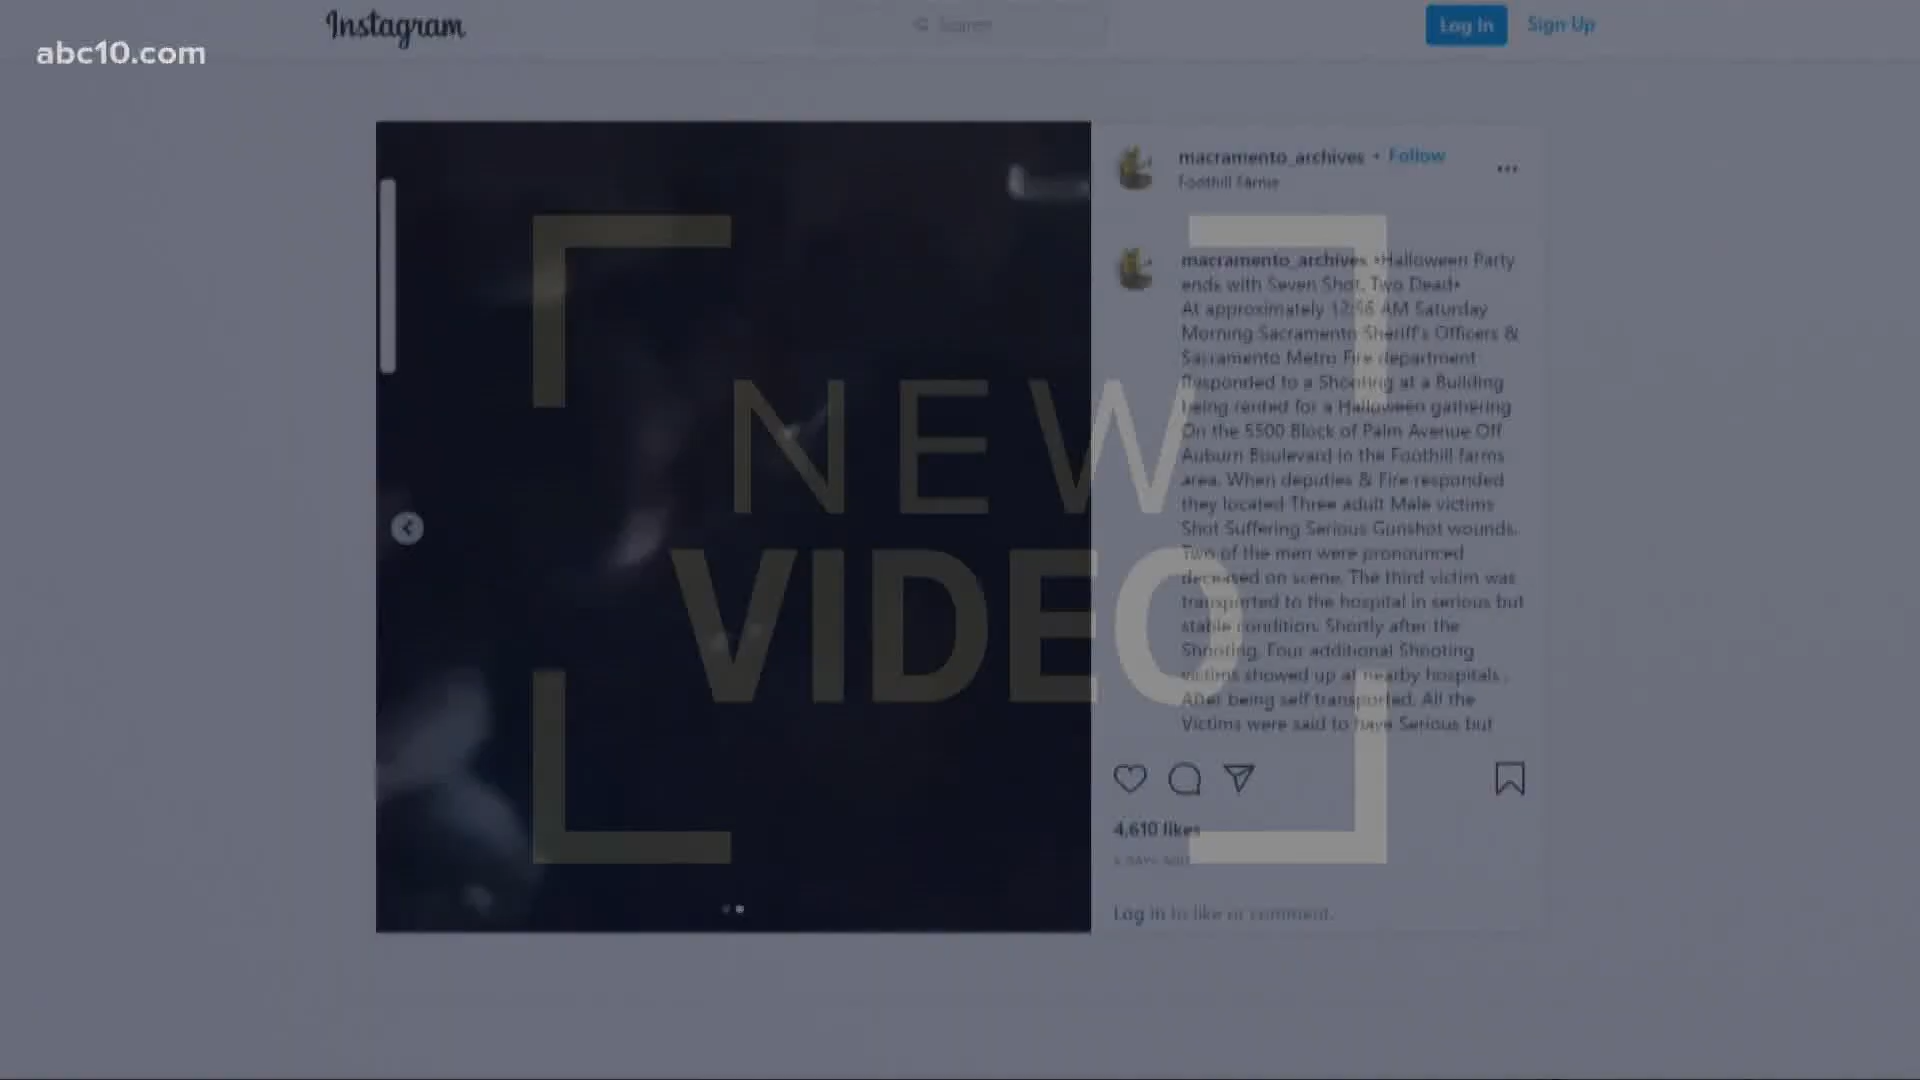 abc10.com
Instagram
Search
Log In
Sign Up
macramento_archives • Follow
Foothill Farms
macramento_archives •Halloween Party
ends with Seven Shot, Two Dead•
At approximately 12:56 AM Saturday
Morning Sacramento Sheriff's Officers &
Sacramento Metro Fire department
Responded to a Shooting at a Building
being rented for a Halloween gathering
On the 5500 Block of Palm Avenue Off
Auburn Boulevard in the Foothill farms
area. When deputies & Fire responded
they located Three adult Male victims
Shot Suffering Serious Gunshot wounds.
Two of the men were pronounced
deceased on scene. The third victim was
transported to the hospital in serious but
stable condition. Shortly after the
Shooting, Four additional Shooting
victims showed up at nearby hospitals.
After being self transported. All the
Victims were said to have Serious but
4,610 likes
DAYS AGO
Log in to like or comment.
NEW
VIDEO